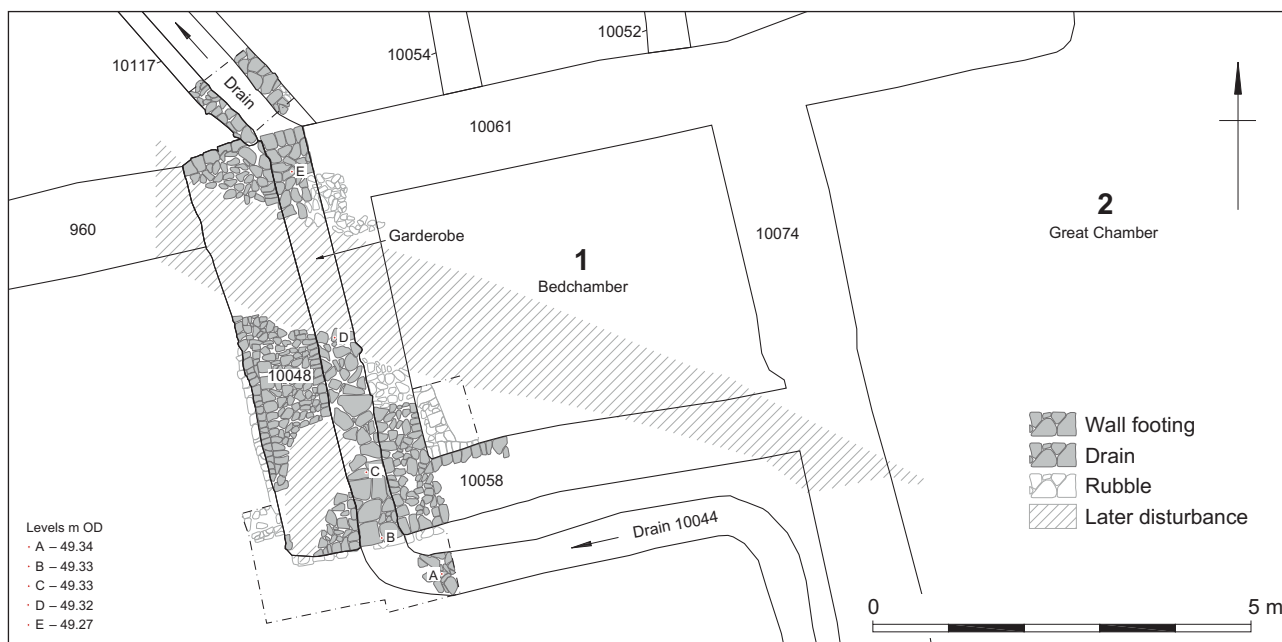 10117
Drain
10054
10052
10061
E
960
Garderobe
10074
1
Bedchamber
2
Great Chamber
D
10048
C
10058
B
Drain 10044
A
Wall footing
Drain
Rubble
Later disturbance
Levels m OD
A – 49.34
B – 49.33
C – 49.33
D – 49.32
E – 49.27
0
5 m